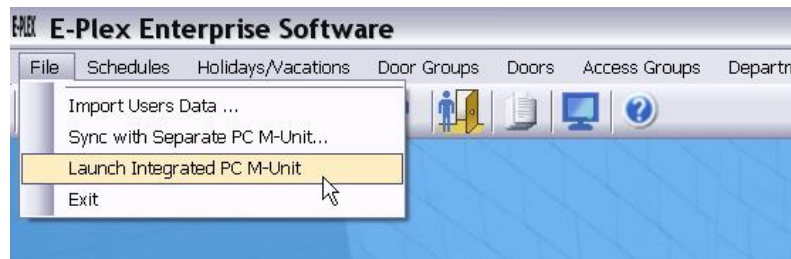 E-PLEX E-Plex Enterprise Software
File Schedules Holidays/Vacations Door Groups Doors Access Groups
Import Users Data ...
Sync with Separate PC M-Unit...
Launch Integrated PC M-Unit
Exit